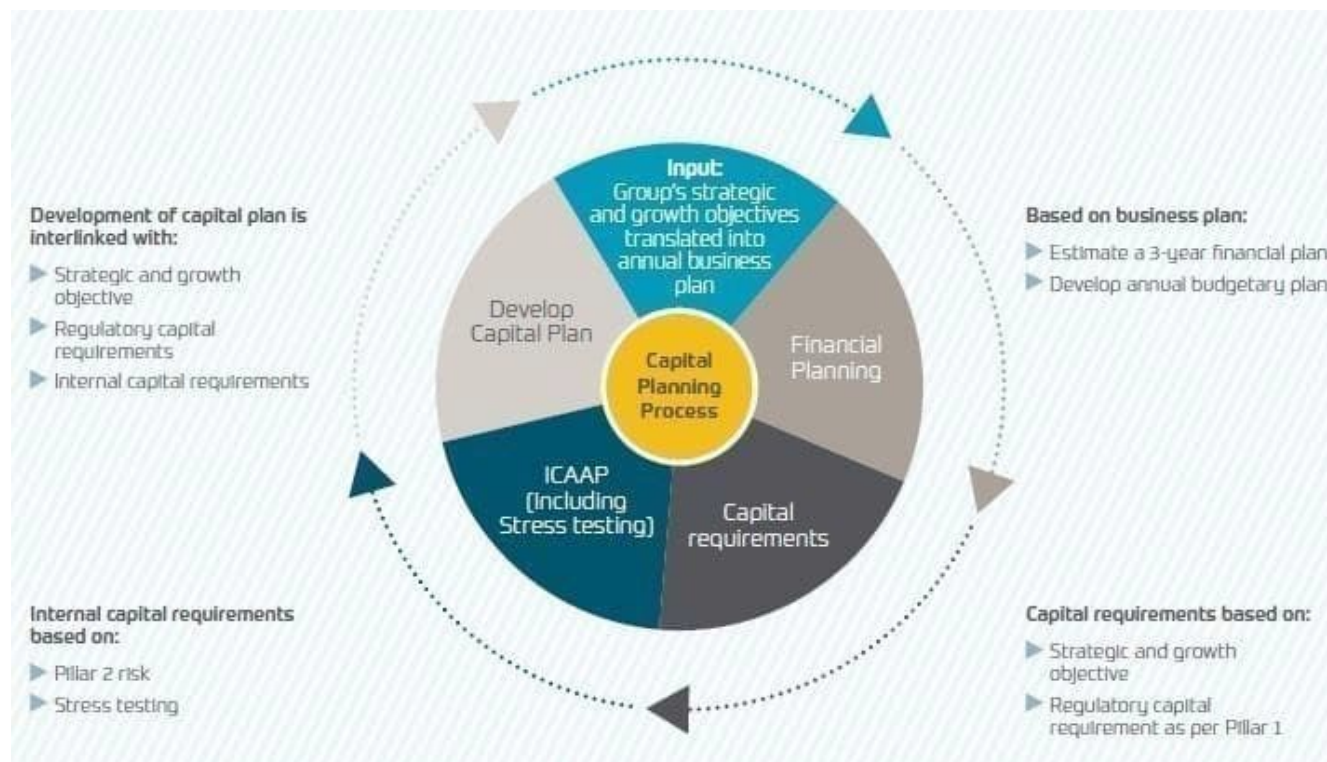 Input:
Group's strategic
and growth objectives
translated into
annual business
plan
Financial
Planning
Capital
requirements
ICAAP
(Including
Stress testing)
Develop
Capital Plan
Capital
Planning
Process
Based on business plan:
Estimate a 3-year financial plan
Develop annual budgetary plan
Capital requirements based on:
Strategic and growth
objective
Regulatory capital
requirement as per Pillar 1
Internal capital requirements
based on:
Pillar 2 risk
Stress testing
Development of capital plan is
interlinked with:
Strategic and growth
objective
Regulatory capital
requirements
Internal capital requirements